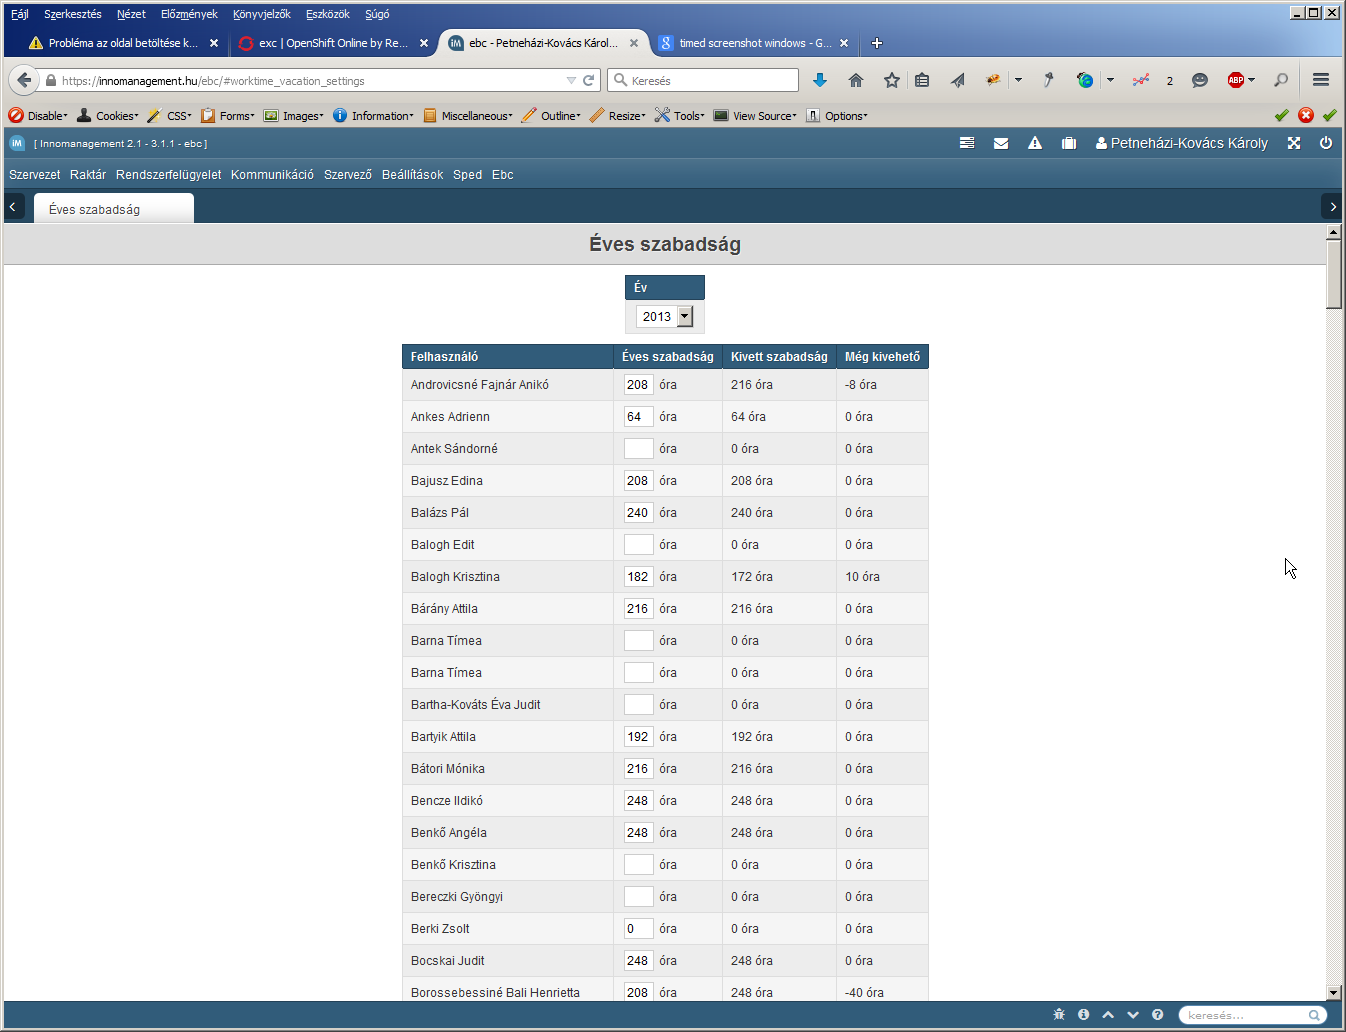 Fájl Szerkesztés Nézet Előzmények Könyvjelzők Eszközök Súgó
Probléma az oldal betöltése k... exc | OpenShift Online by Re... ebc - Petneházi-Kovács Károl... timed screenshot windows - G...
https://innomanagement.hu/ebc/#worktime_vacation_settings Keresés 2 ABP
Disable Cookies CSS Forms Images Information Miscellaneous Outline Resize Tools View Source Options
iM [ Innomanagement 2.1 - 3.1.1 - ebc ] Petneházi-Kovács Károly
Szervezet Raktár Rendszerfelügyelet Kommunikáció Szervező Beállítások Sped Ebc
Éves szabadság
Éves szabadság
Év
2013
Felhasználó Éves szabadság Kivett szabadság Még kivehető
Androvicsné Fajnár Anikó 208 óra 216 óra -8 óra
Ankes Adrienn 64 óra 64 óra 0 óra
Antek Sándorné óra 0 óra 0 óra
Bajusz Edina 208 óra 208 óra 0 óra
Balázs Pál 240 óra 240 óra 0 óra
Balogh Edit óra 0 óra 0 óra
Balogh Krisztina 182 óra 172 óra 10 óra
Bárány Attila 216 óra 216 óra 0 óra
Barna Tímea óra 0 óra 0 óra
Barna Tímea óra 0 óra 0 óra
Bartha-Kováts Éva Judit óra 0 óra 0 óra
Bartyik Attila 192 óra 192 óra 0 óra
Bátori Mónika 216 óra 216 óra 0 óra
Bencze Ildikó 248 óra 248 óra 0 óra
Benkő Angéla 248 óra 248 óra 0 óra
Benkő Krisztina óra 0 óra 0 óra
Bereczki Gyöngyi óra 0 óra 0 óra
Berki Zsolt 0 óra 0 óra 0 óra
Bocskai Judit 248 óra 248 óra 0 óra
Borossebessiné Bali Henrietta 208 óra 248 óra -40 óra
keresés...